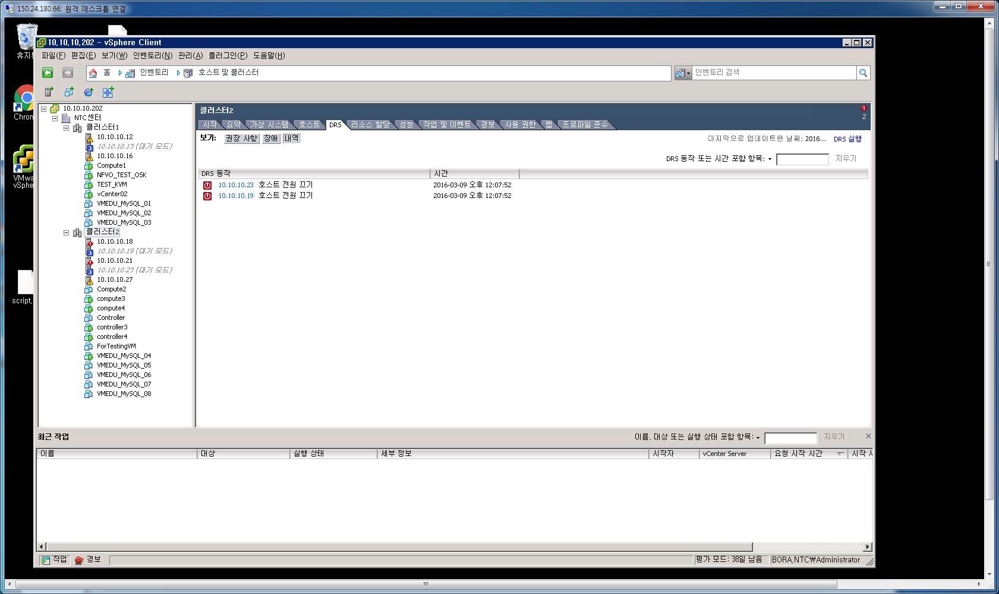 150.24.180.66: 원격 데스크톱 연결
10.10.10.202 - vSphere Client
파일(F) 편집(E) 보기(W) 인벤토리(N) 관리(A) 플러그인(P) 도움말(H)
홈 인벤토리 호스트 및 클러스터
인벤토리 검색
10.10.10.202
NTC센터
클러스터1
10.10.10.12
10.10.10.13 (대기 모드)
10.10.10.16
Compute1
NFVO_TEST_OSK
TEST_KVM
vCenter02
VMEDU_MySQL_01
VMEDU_MySQL_02
VMEDU_MySQL_03
클러스터2
10.10.10.18
10.10.10.19 (대기 모드)
10.10.10.21
10.10.10.23 (대기 모드)
10.10.10.27
Compute2
compute3
compute4
Controller
controller3
controller4
ForTestingVM
VMEDU_MySQL_04
VMEDU_MySQL_05
VMEDU_MySQL_06
VMEDU_MySQL_07
VMEDU_MySQL_08
클러스터2
2
시작 요약 가상 시스템 호스트 DRS 리소스 할당 성능 작업 및 이벤트 경보 사용 권한 맵 프로파일 준수
보기: 권장 사항 장애 내역
마지막으로 업데이트한 날짜: 2016... DRS 실행
DRS 동작 또는 시간 포함 항목: 지우기
DRS 동작 시간
10.10.10.23 호스트 전원 끄기 2016-03-09 오후 12:07:52
10.10.10.19 호스트 전원 끄기 2016-03-09 오후 12:07:52
최근 작업
이름, 대상 또는 실행 상태 포함 항목: 지우기
이름 대상 실행 상태 세부 정보 시작자 vCenter Server 요청 시작 시간 시작
작업 경보
평가 모드: 38일 남음 BORA.NTC₩Administrator
Chrom
VMwa
vSphe
script.